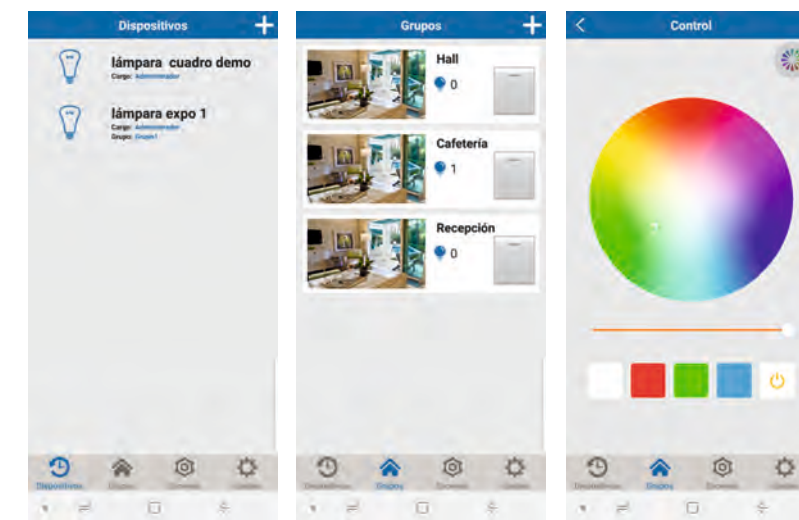 Dispositivos
lámpara cuadro demo
Cargo: Administrador
lámpara expo 1
Cargo: Administrador
Grupo: Grupo1
Dispositivos
Grupos
Hall
0
Cafetería
1
Recepción
0
Grupos
Control
Grupos